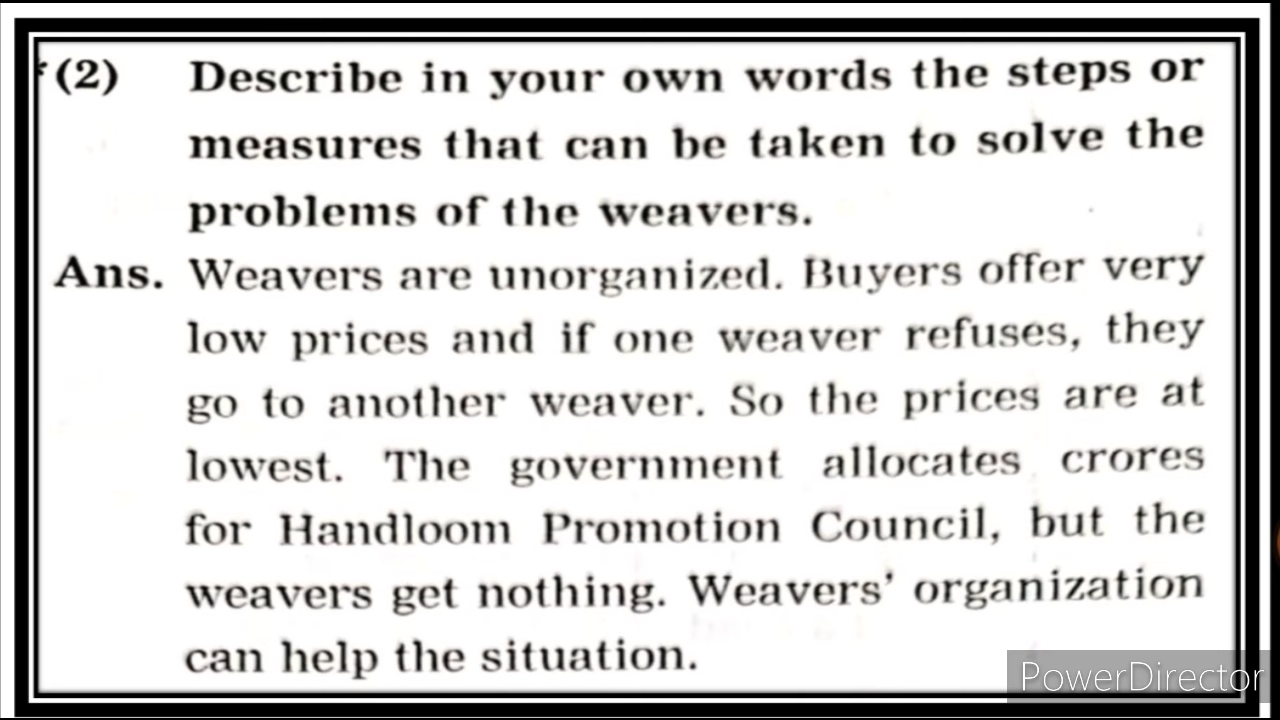 (2) Describe in your own words the steps or
measures that can be taken to solve the
problems of the weavers.
Ans. Weavers are unorganized. Buyers offer very
low prices and if one weaver refuses, they
go to another weaver. So the prices are at
lowest. The government allocates crores
for Handloom Promotion Council, but the
weavers get nothing. Weavers' organization
can help the situation.
PowerDirector